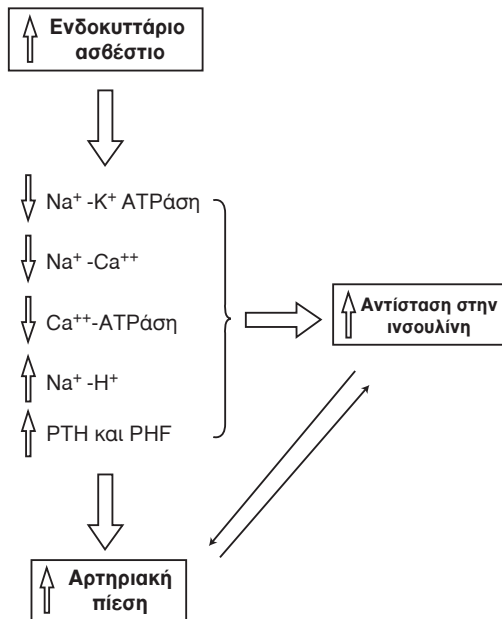 Ενδοκυττάριο
ασβέστιο
Na⁺ -K⁺ ATPάση
Na⁺ -Ca⁺⁺
Ca⁺⁺-ATPάση
Na⁺ -H⁺
PTH και PHF
Αντίσταση στην
ινσουλίνη
Αρτηριακή
πίεση